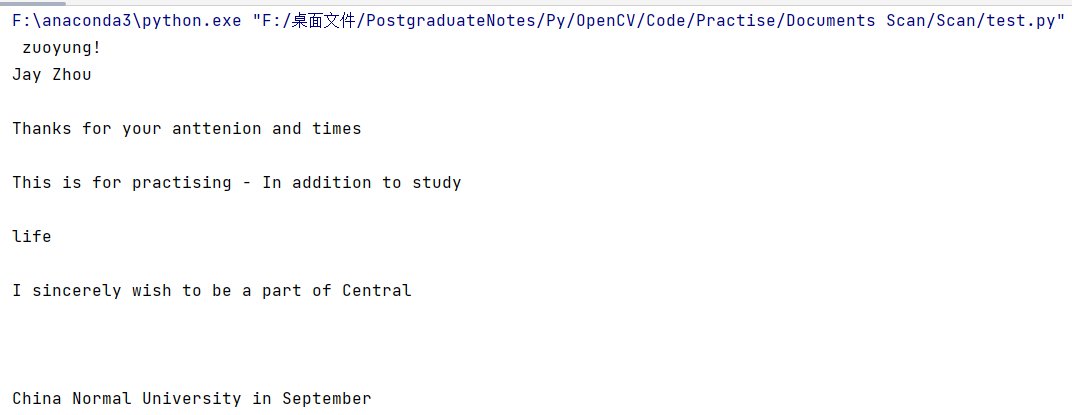 F:\anaconda3\python.exe "F:/桌面文件/PostgraduateNotes/Py/OpenCV/Code/Practise/Documents Scan/Scan/test.py"
zuoyung!
Jay Zhou
Thanks for your anttenion and times
This is for practising - In addition to study
life
I sincerely wish to be a part of Central
China Normal University in September